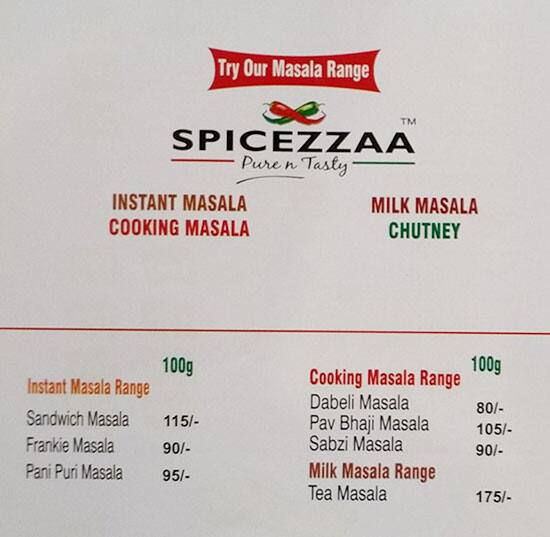 Try Our Masala Range
SPICEZZAA™
Pure n Tasty
INSTANT MASALA
COOKING MASALA
MILK MASALA
CHUTNEY
100g
Instant Masala Range
Sandwich Masala 115/-
Frankie Masala 90/-
Pani Puri Masala 95/-
100g
Cooking Masala Range
Dabeli Masala 80/-
Pav Bhaji Masala 105/-
Sabzi Masala 90/-
Milk Masala Range
Tea Masala 175/-